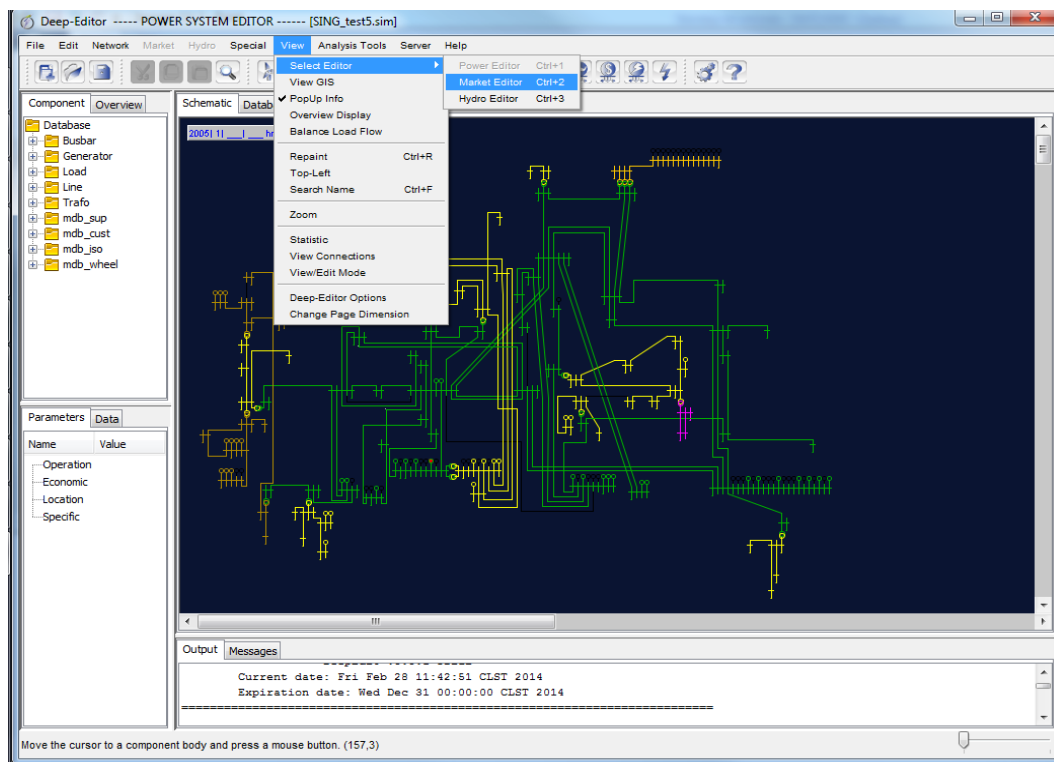 Deep-Editor ----- POWER SYSTEM EDITOR ------ [SING_test5.sim]
File Edit Network Market Hydro Special View Analysis Tools Server Help
Select Editor
Power Editor Ctrl+1
View GIS
Market Editor Ctrl+2
PopUp Info
Hydro Editor Ctrl+3
Overview Display
Balance Load Flow
Repaint Ctrl+R
Top-Left
Search Name Ctrl+F
Zoom
Statistic
View Connections
View/Edit Mode
Deep-Editor Options
Change Page Dimension
Component Overview
Database
Busbar
Generator
Load
Line
Trafo
mdb_sup
mdb_cust
mdb_iso
mdb_wheel
Schematic Datab
2005| 1| ___| ___ hr
Parameters Data
Name Value
Operation
Economic
Location
Specific
Output Messages
Current date: Fri Feb 28 11:42:51 CLST 2014
Expiration date: Wed Dec 31 00:00:00 CLST 2014
Move the cursor to a component body and press a mouse button. (157,3)